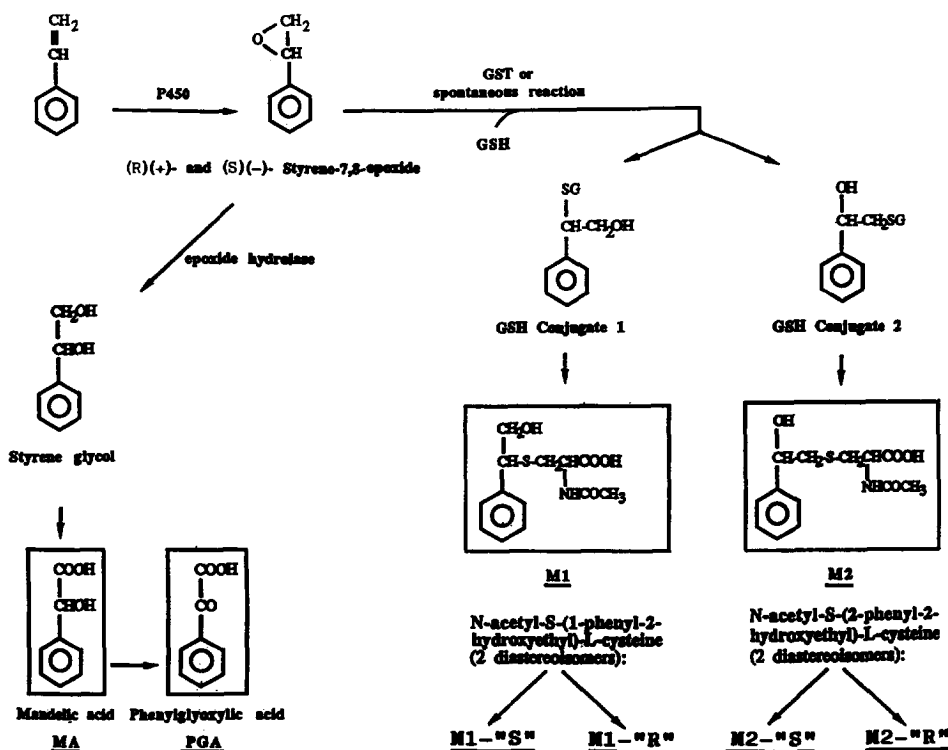 CH2
CH
P450
O
CH2
CH
(R)(+)- and (S)(-)- Styrene-7,8-epoxide
GST or
spontaneous reaction
GSH
epoxide hydrolase
CH2OH
CHOH
Styrene glycol
SG
CH-CH2OH
GSH Conjugate 1
OH
CH-CH2SG
GSH Conjugate 2
CH2OH
CH-S-CH2CHCOOH
NHCOCH3
M1
N-acetyl-S-(1-phenyl-2-
hydroxyethyl)-L-cysteine
(2 diastereoisomers):
M1-"S"
M1-"R"
OH
CH-CH2-S-CH2CHCOOH
NHCOCH3
M2
N-acetyl-S-(2-phenyl-2-
hydroxyethyl)-L-cysteine
(2 diastereoisomers):
M2-"S"
M2-"R"
COOH
CHOH
Mandelic acid
MA
COOH
CO
Phenylglyoxylic acid
PGA